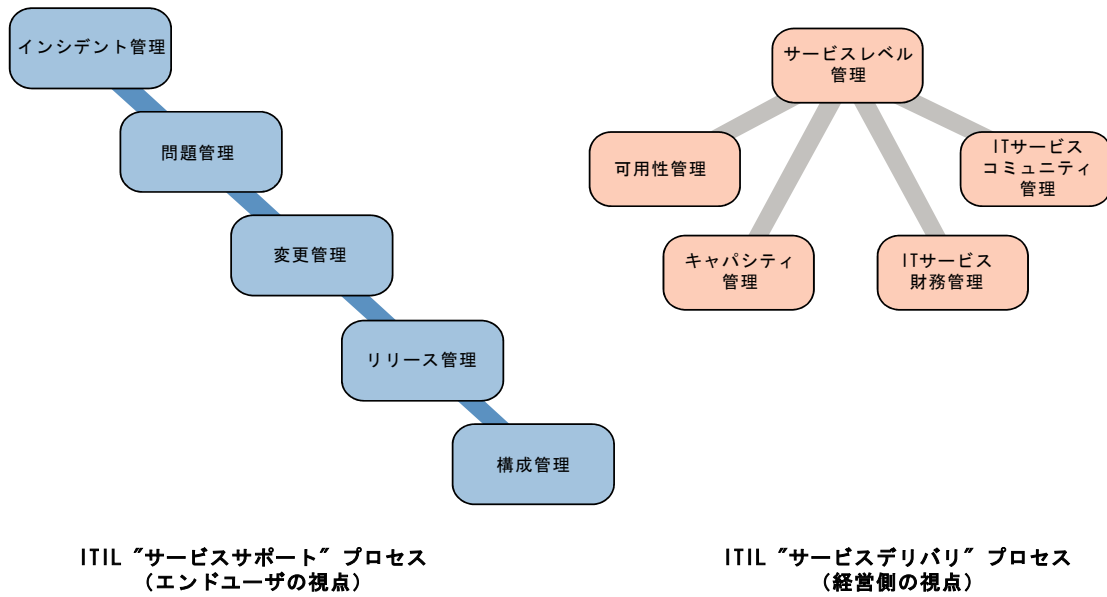 インシデント管理
問題管理
変更管理
リリース管理
構成管理
ITIL ”サービスサポート” プロセス
（エンドユーザの視点）
サービスレベル
管理
可用性管理
キャパシティ
管理
ITサービス
財務管理
ITサービス
コミュニティ
管理
ITIL ”サービスデリバリ” プロセス
（経営側の視点）